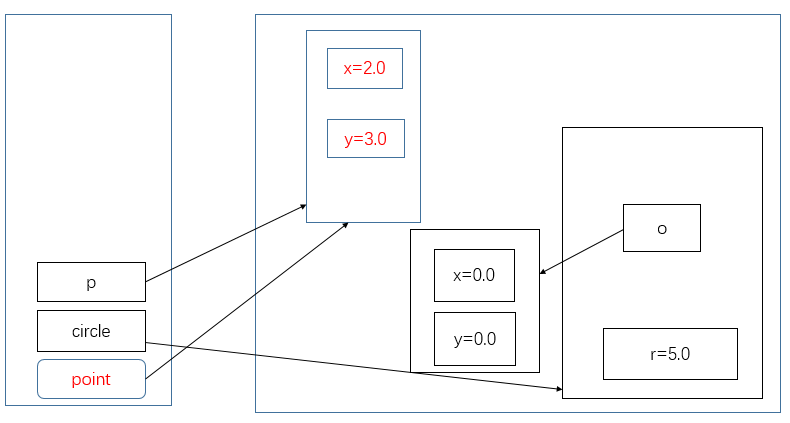 x=2.0
y=3.0
p
circle
point
x=0.0
y=0.0
o
r=5.0